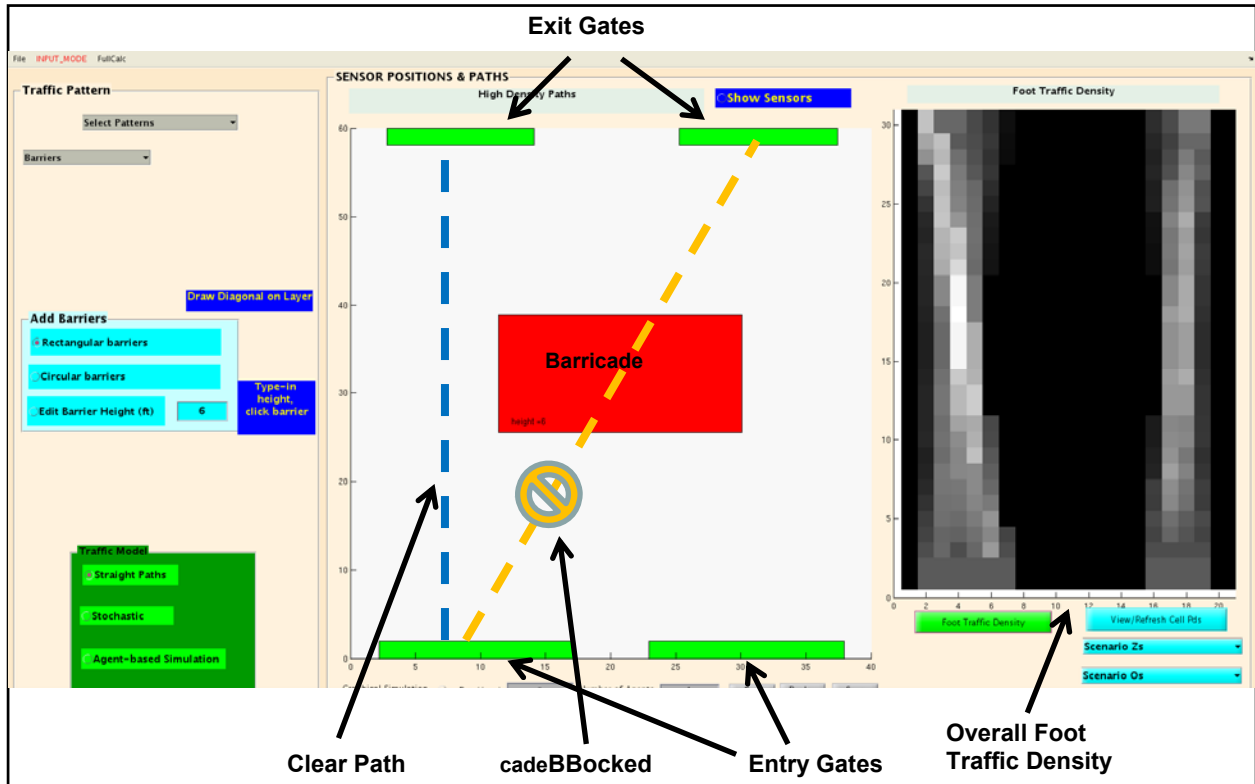 Exit Gates
File INPUT_MODE FullCalc
SENSOR POSITIONS & PATHS
Traffic Pattern
High Density Paths
Show Sensors
Foot Traffic Density
Select Patterns
Barriers
Draw Diagonal on Layer
Add Barriers
Rectangular barriers
Circular barriers
Edit Barrier Height (ft) 6
Type-in
height,
click barrier
Traffic Model
Straight Paths
Stochastic
Agent-based Simulation
60
50
40
30
20
10
0
0 5 10 15 20 25 30 35 40
Barricade
height =6
30
25
20
15
10
5
0
0 2 4 6 8 10 12 14 16 18 20
Foot Traffic Density
View/Refresh Cell Pds
Scenario Zs
Scenario Os
Clear Path
cadeBBocked
Entry Gates
Overall Foot
Traffic Density